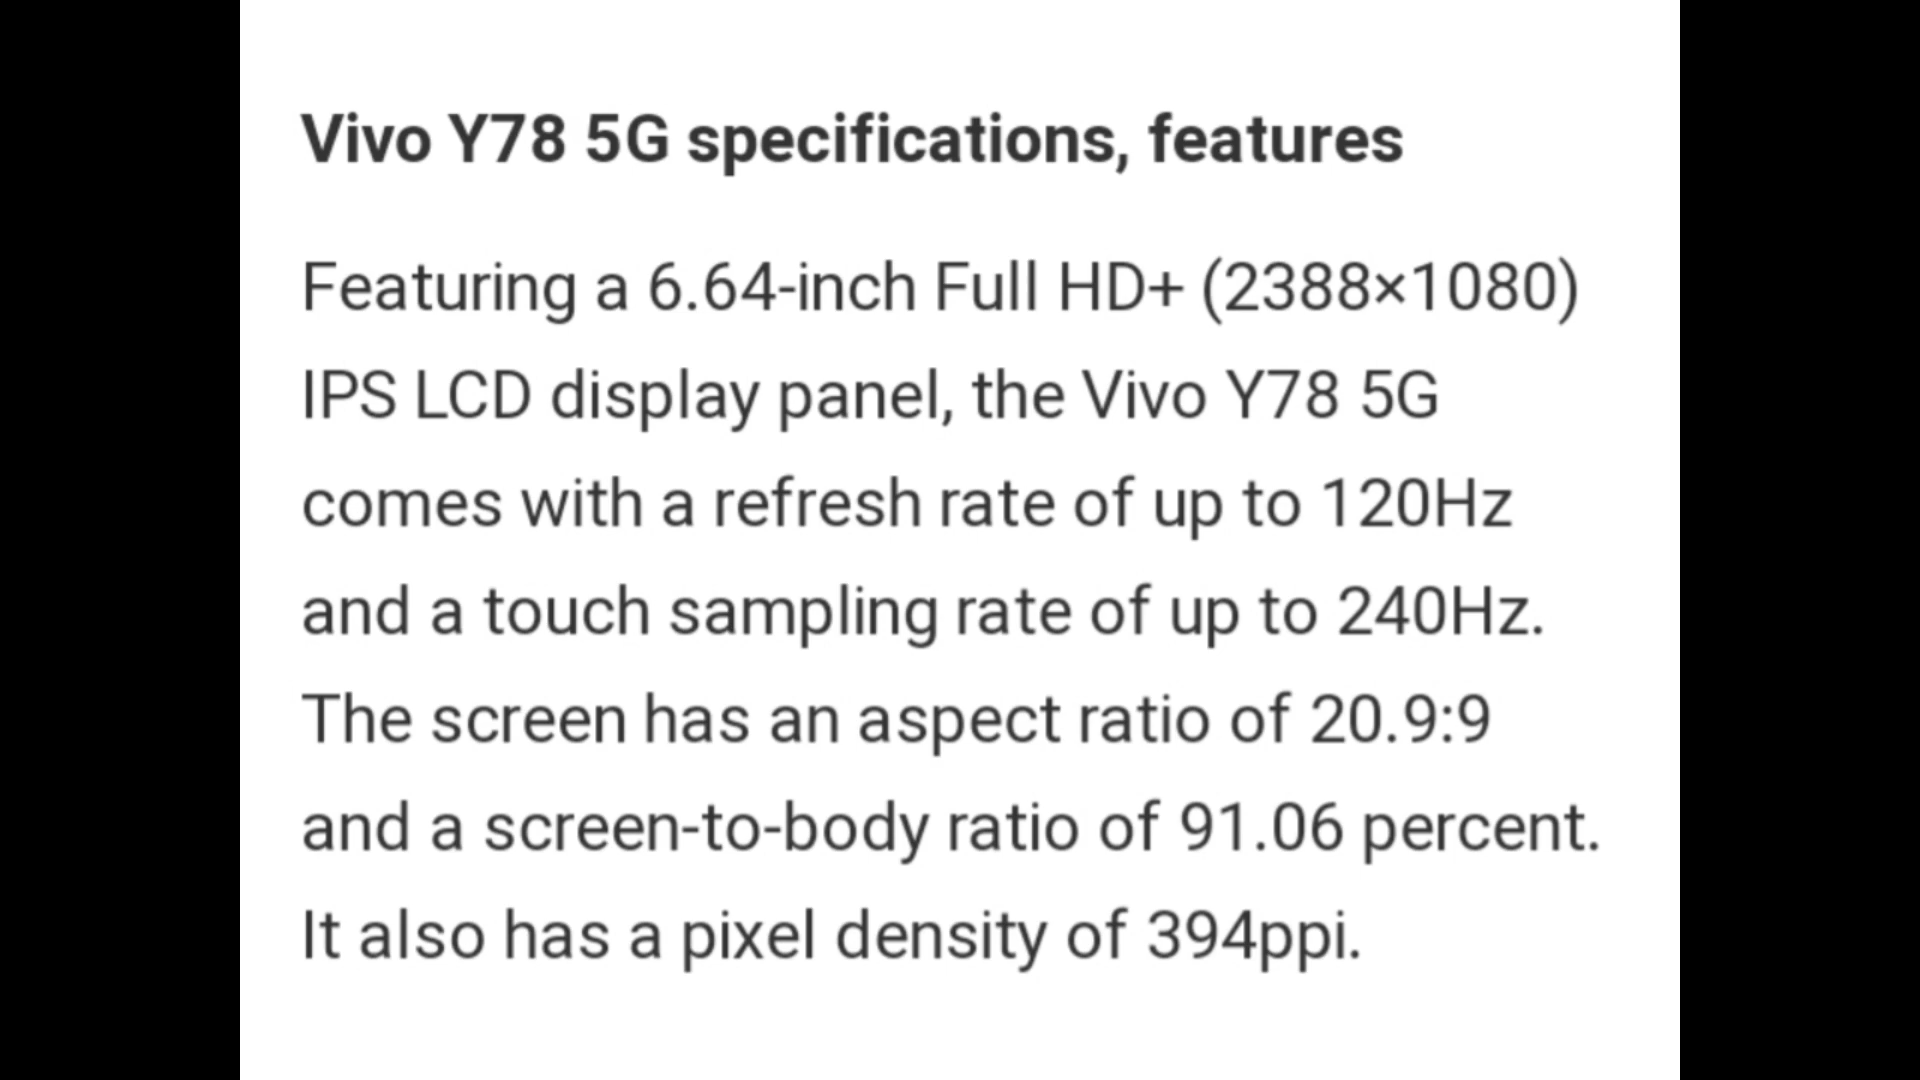 Vivo Y78 5G specifications, features
Featuring a 6.64-inch Full HD+ (2388×1080)
IPS LCD display panel, the Vivo Y78 5G
comes with a refresh rate of up to 120Hz
and a touch sampling rate of up to 240Hz.
The screen has an aspect ratio of 20.9:9
and a screen-to-body ratio of 91.06 percent.
It also has a pixel density of 394ppi.